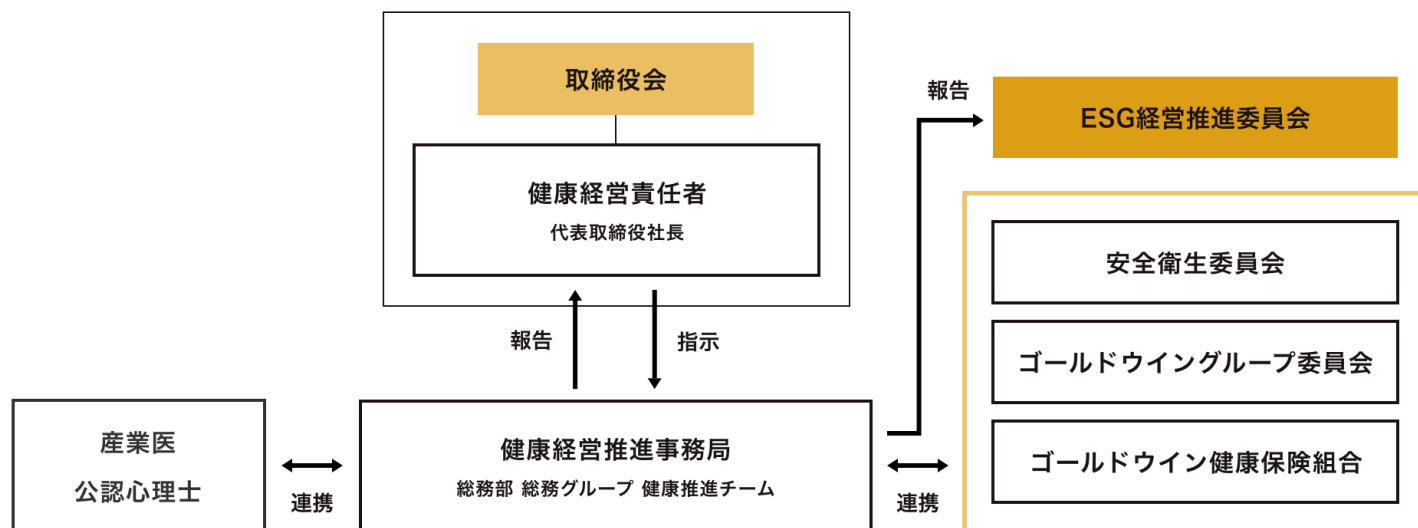 取締役会
健康経営責任者
代表取締役社長
報告
指示
報告
ESG経営推進委員会
安全衛生委員会
ゴールドウイングループ委員会
ゴールドウイン健康保険組合
産業医
公認心理士
連携
健康経営推進事務局
総務部 総務グループ 健康推進チーム
連携